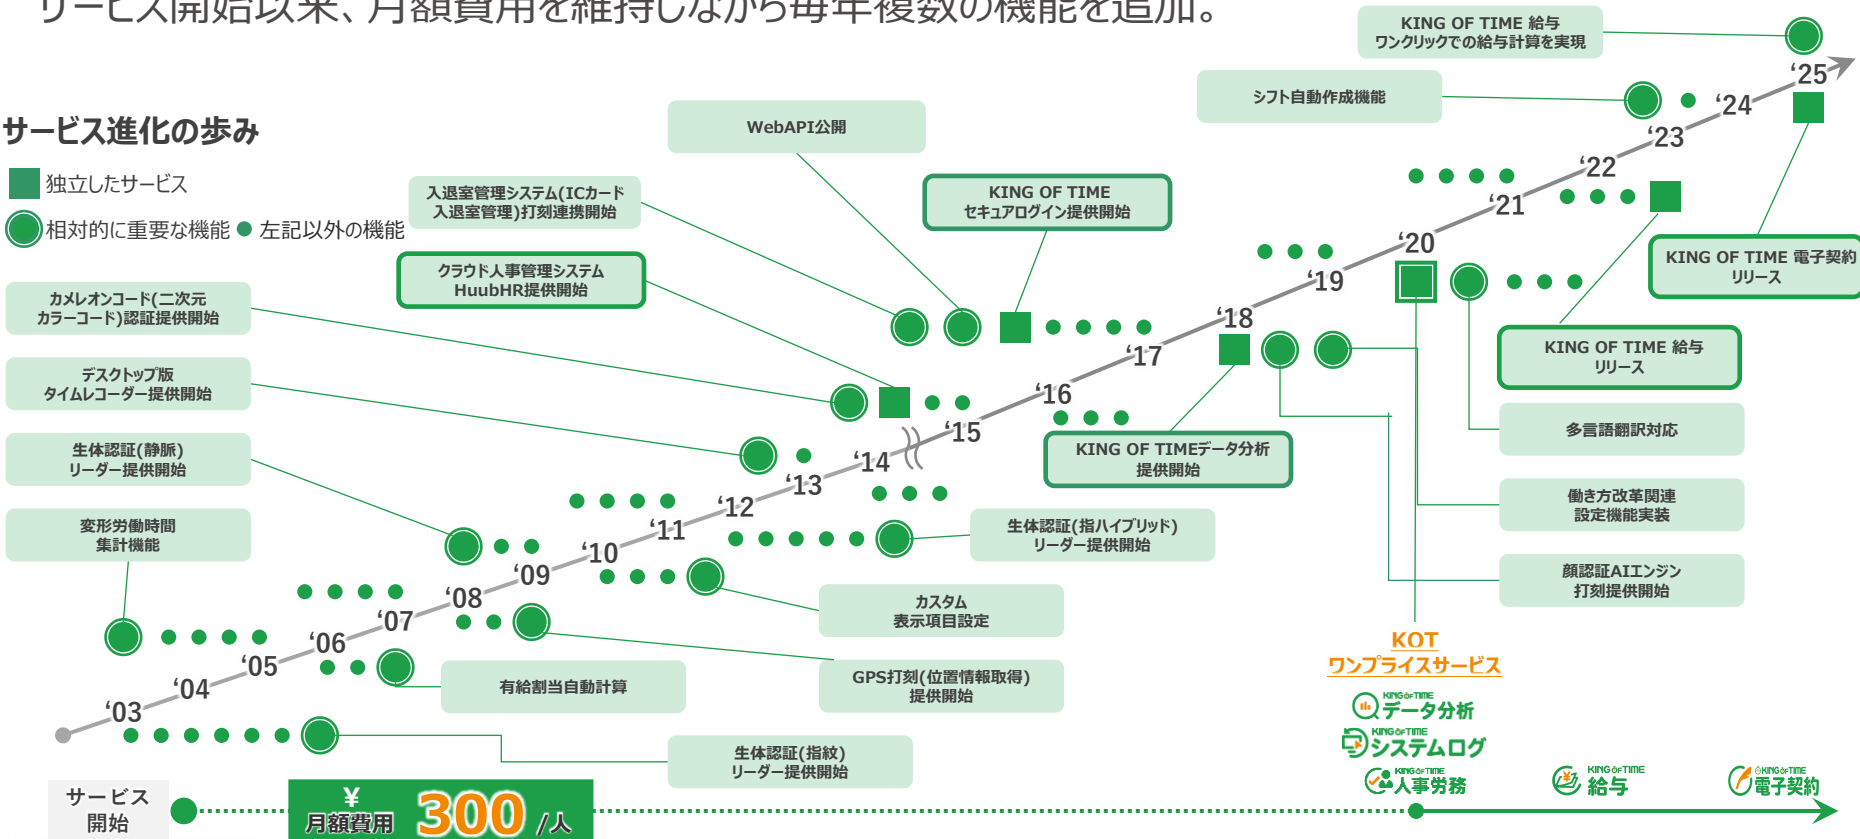 サービス開始以来、月額費用を維持しながら毎年複数の機能を追加。
サービス進化の歩み
独立したサービス
相対的に重要な機能
左記以外の機能
カメレオンコード(二次元
カラーコード)認証提供開始
デスクトップ版
タイムレコーダー提供開始
生体認証(静脈)
リーダー提供開始
変形労働時間
集計機能
入退室管理システム(ICカード
入退室管理)打刻連携開始
クラウド人事管理システム
HuubHR提供開始
WebAPI公開
KING OF TIME
セキュアログイン提供開始
シフト自動作成機能
KING OF TIME 給与
ワンクリックでの給与計算を実現
‘03
‘04
‘05
‘06
‘07
‘08
‘09
‘10
‘11
‘12
‘13
‘14
‘15
‘16
‘17
‘18
‘19
‘20
‘21
‘22
‘23
‘24
‘25
KING OF TIME 電子契約
リリース
KING OF TIME 給与
リリース
KING OF TIMEデータ分析
提供開始
多言語翻訳対応
働き方改革関連
設定機能実装
顔認証AIエンジン
打刻提供開始
生体認証(指ハイブリッド)
リーダー提供開始
カスタム
表示項目設定
GPS打刻(位置情報取得)
提供開始
有給割当自動計算
生体認証(指紋)
リーダー提供開始
KOT
ワンプライスサービス
KING OF TIME
データ分析
KING OF TIME
システムログ
KING OF TIME
人事労務
KING OF TIME
給与
KING OF TIME
電子契約
サービス
開始
¥
月額費用 300 /人